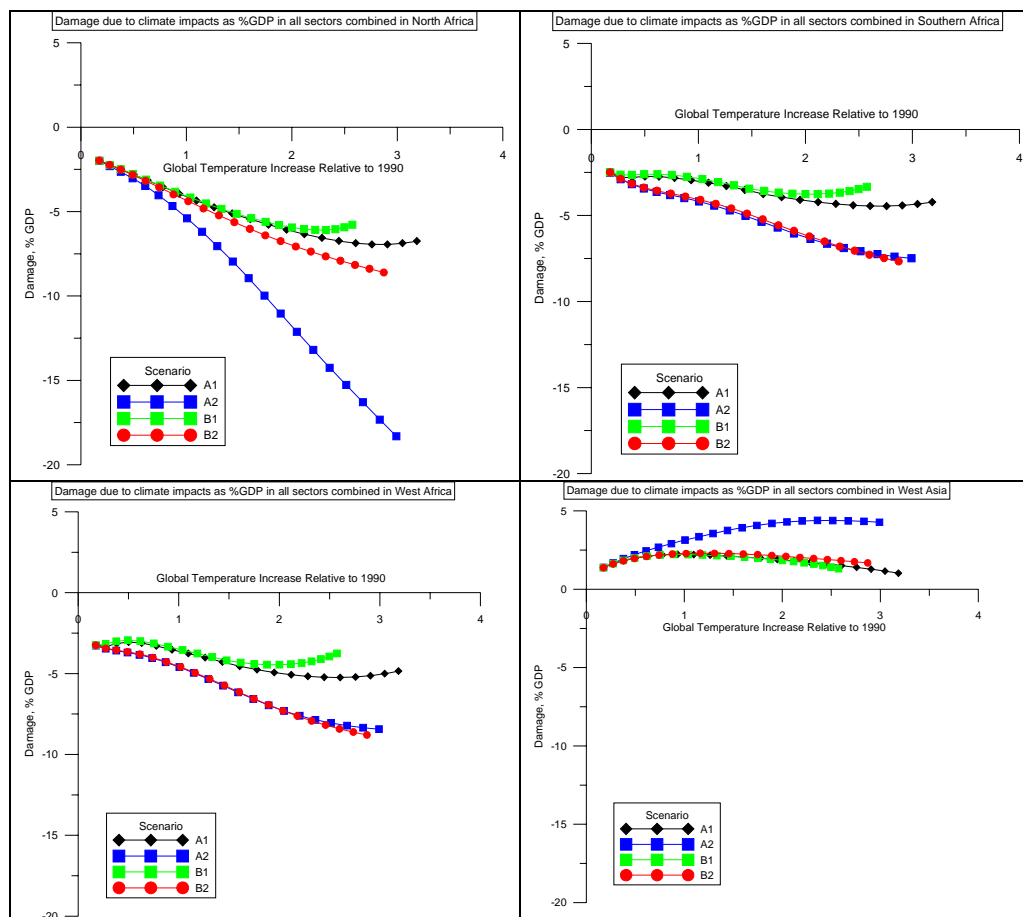 Damage due to climate impacts as %GDP in all sectors combined in North Africa
5
0
-5
-10
-15
-20
0
1
2
3
4
Global Temperature Increase Relative to 1990
Damage, % GDP
Scenario
A1
A2
B1
B2
Damage due to climate impacts as %GDP in all sectors combined in Southern Africa
5
0
-5
-10
-15
-20
0
1
2
3
4
Global Temperature Increase Relative to 1990
Damage, % GDP
Scenario
A1
A2
B1
B2
Damage due to climate impacts as %GDP in all sectors combined in West Africa
5
0
-5
-10
-15
-20
0
1
2
3
4
Global Temperature Increase Relative to 1990
Damage, % GDP
Scenario
A1
A2
B1
B2
Damage due to climate impacts as %GDP in all sectors combined in West Asia
5
0
-5
-10
-15
-20
0
1
2
3
4
Global Temperature Increase Relative to 1990
Damage, % GDP
Scenario
A1
A2
B1
B2